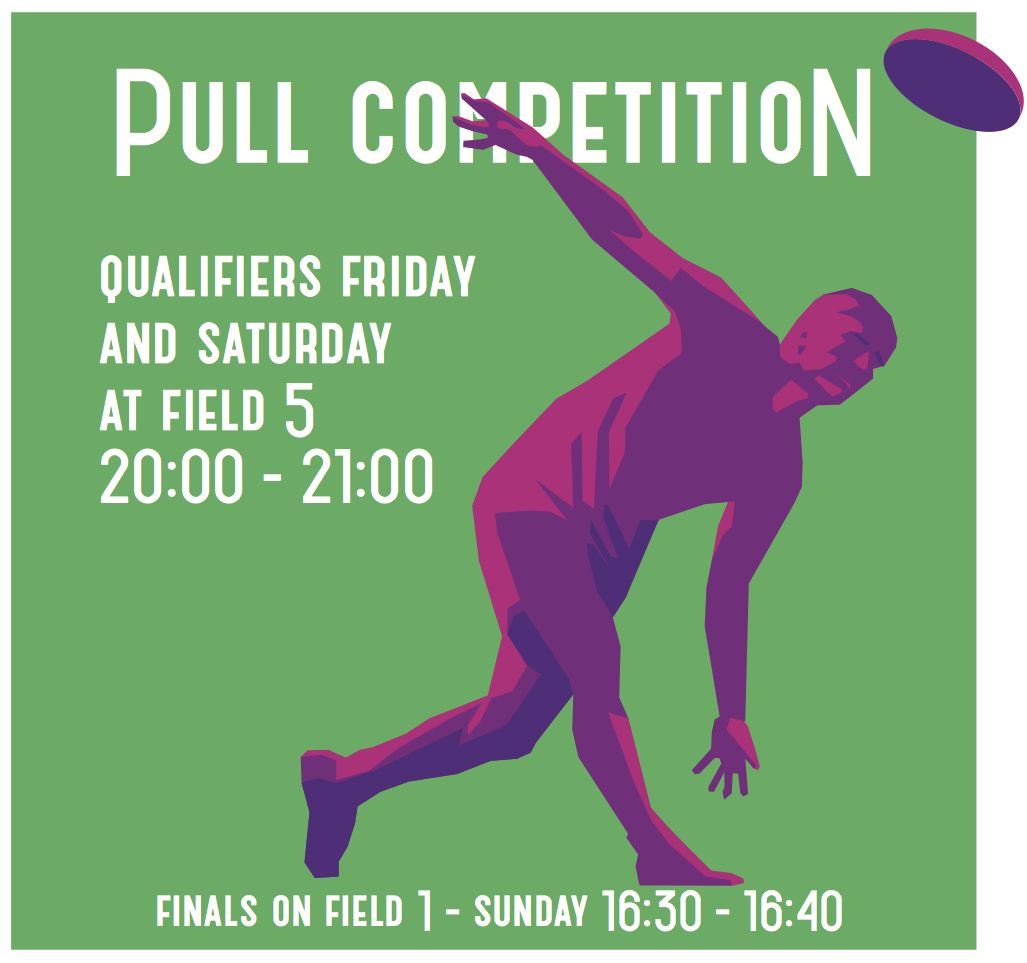 Pull competitioN
Qualifiers Friday
and Saturday
at field 5
20:00 - 21:00
Finals on field 1 - Sunday 16:30 - 16:40